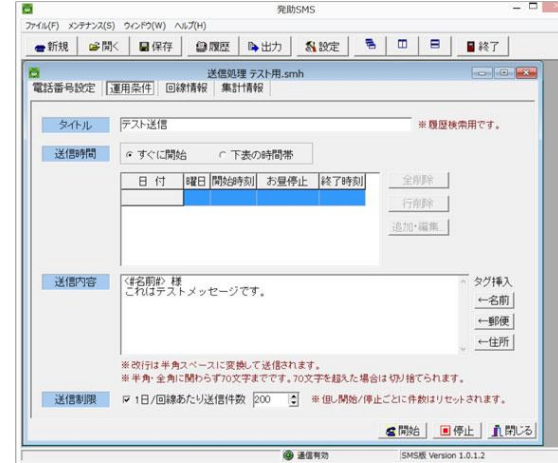 発助SMS
ファイル(F) メンテナンス(S) ウィンドウ(W) ヘルプ(H)
新規 開く 保存 履歴 出力 設定 終了
送信処理 テスト用.smh
電話番号設定 運用条件 回線情報 集計情報
タイトル テスト送信 ※履歴検索用です。
送信時間 すぐに開始 下表の時間帯
日 付 曜日 開始時刻 お昼停止 終了時刻 全削除
行削除
追加・編集...
送信内容 <#名前#> 様 タグ挿入
これはテストメッセージです。
←名前
←郵便
←住所
※改行は半角スペースに変換して送信されます。
※半角・全角に関わらず70文字までです。70文字を超えた場合は切り捨てられます。
送信制限 1日/回線あたり送信件数 200 ※但し開始/停止ごとに件数はリセットされます。
開始 停止 閉じる
通信有効 SMS版 Version 1.0.1.2